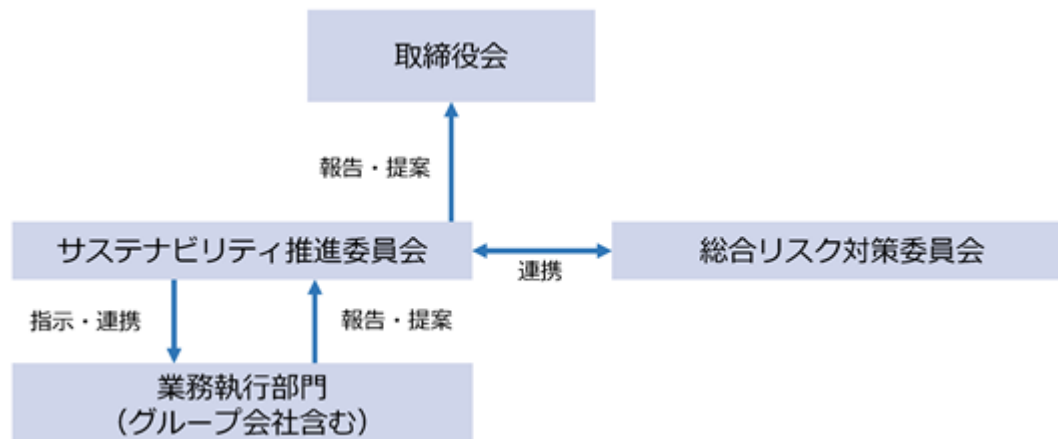 取締役会
報告・提案
サステナビリティ推進委員会
連携
総合リスク対策委員会
指示・連携
報告・提案
業務執行部門
（グループ会社含む）